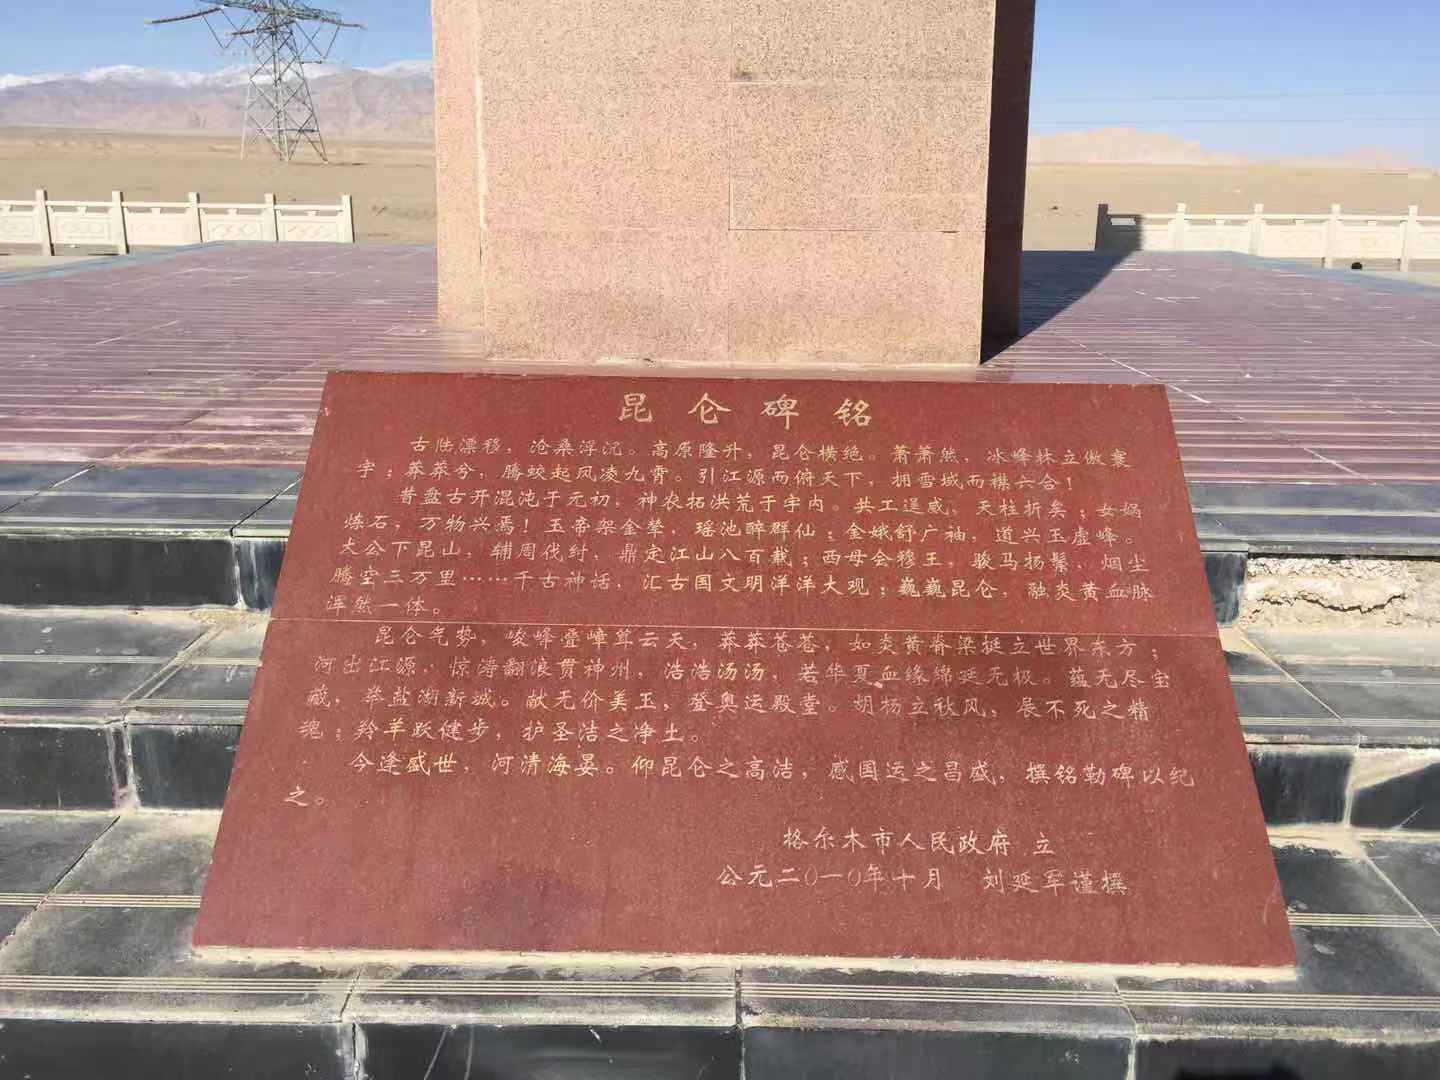 昆仑碑铭
古陆漂移，沧桑浮沉。高原隆升，昆仑横绝。萧萧然，冰峰林立傲寰
宇；莽莽兮，腾蛟起风凌九霄。引江源而俯天下，拥雪域而襟六合！
昔盘古开混沌于元初，神农拓洪荒于宇内。共工逞威，天柱折矣；女娲
炼石，万物兴焉！玉帝架金辇，瑶池醉群仙；金娥舒广袖，道兴玉虚峰。
太公下昆山，辅周伐纣，鼎定江山八百载；西母会穆王，骏马扬鬃，烟尘
腾空三万里……千古神话，汇古国文明洋洋大观；巍巍昆仑，融炎黄血脉
浑然一体。
昆仑气势，峻峰叠嶂耸云天，莽莽苍苍，如炎黄脊梁挺立世界东方；
河出江源，惊涛翻浪贯神州，浩浩汤汤，若华夏血缘绵延无极。蕴无尽宝
藏，举盐湖新城。献无价美玉，登奥运殿堂。胡杨立秋风，展不死之精
魂；羚羊跃健步，护圣洁之净土。
今逢盛世，河清海晏。仰昆仑之高洁，感国运之昌盛，撰铭勒碑以纪
之。
格尔木市人民政府 立
公元二〇一〇年十月 刘延军谨撰